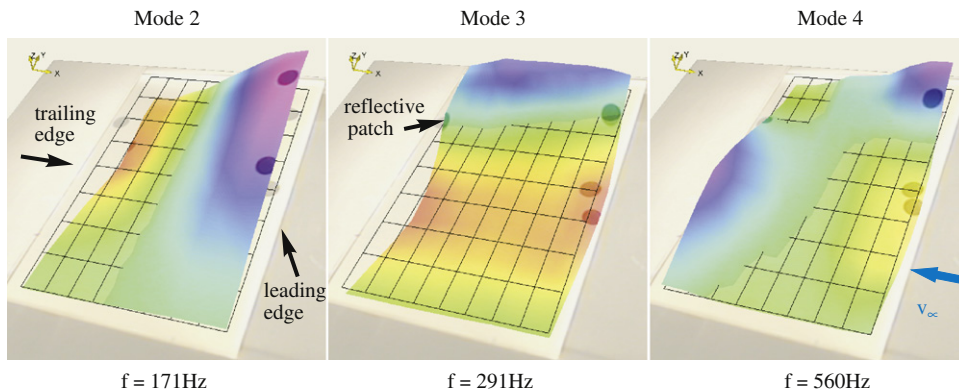 Mode 2
Mode 3
Mode 4
Z Y
X
Z Y
X
Z Y
X
trailing
edge
reflective
patch
leading
edge
v∞
f = 171Hz
f = 291Hz
f = 560Hz